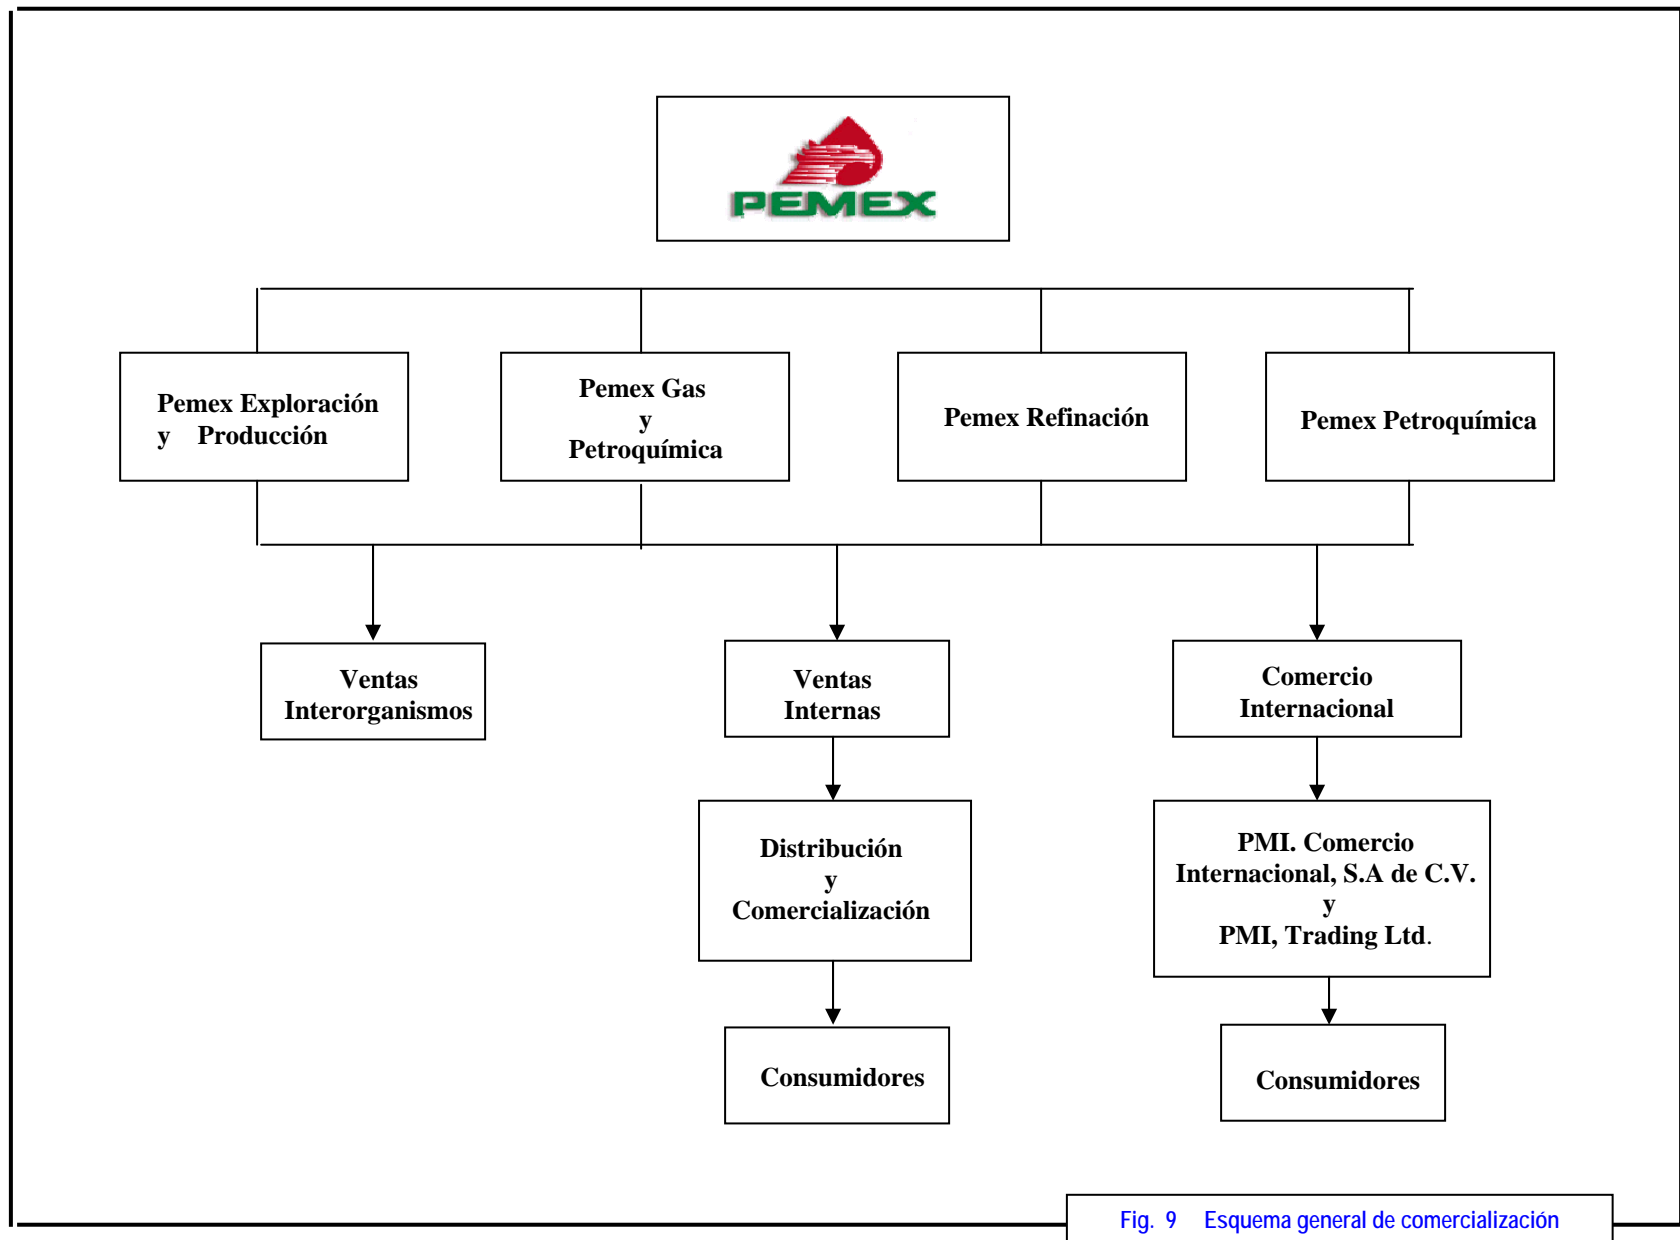 PEMEX
Pemex Exploración
y Producción
Pemex Gas
y
Petroquímica
Pemex Refinación
Pemex Petroquímica
Ventas
Interorganismos
Ventas
Internas
Comercio
Internacional
Distribución
y
Comercialización
PMI. Comercio
Internacional, S.A de C.V.
y
PMI, Trading Ltd.
Consumidores
Consumidores
Fig. 9 Esquema general de comercialización